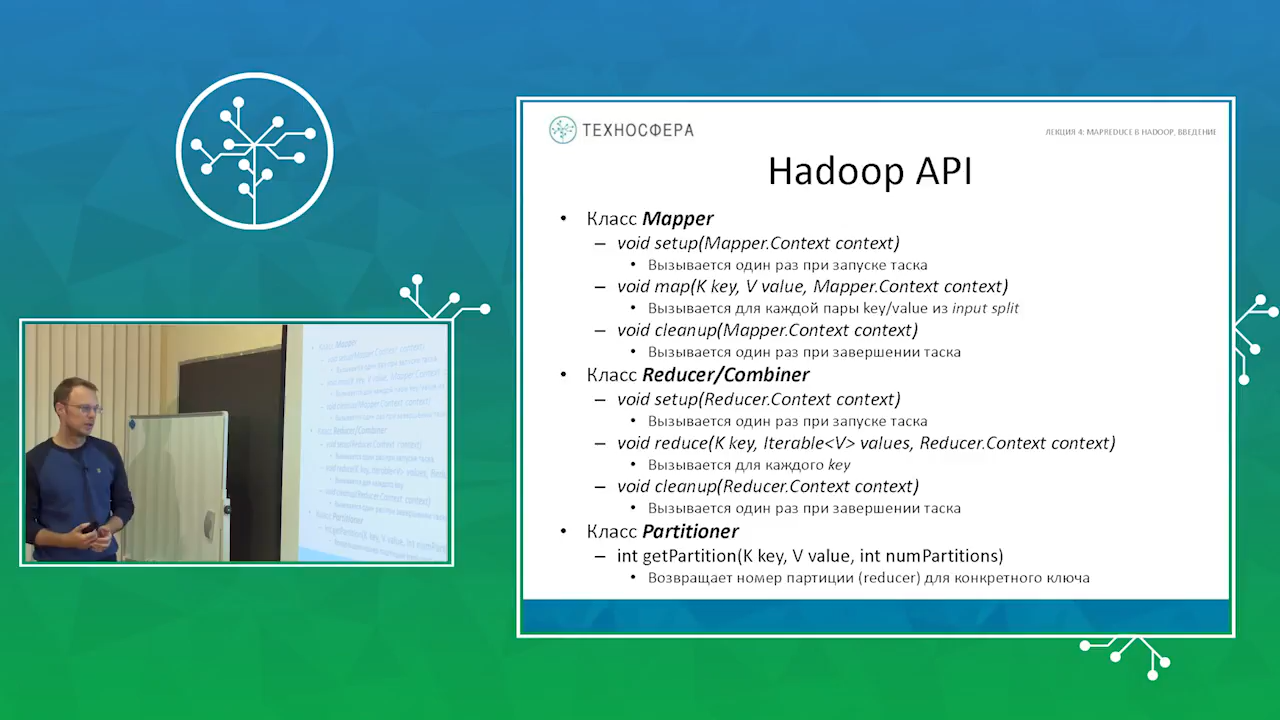 ТЕХНОСФЕРА
ЛЕКЦИЯ 4: MAPREDUCE В HADOOP, ВВЕДЕНИЕ
Hadoop API
• Класс Mapper
– void setup(Mapper.Context context)
• Вызывается один раз при запуске таска
– void map(K key, V value, Mapper.Context context)
• Вызывается для каждой пары key/value из input split
– void cleanup(Mapper.Context context)
• Вызывается один раз при завершении таска
• Класс Reducer/Combiner
– void setup(Reducer.Context context)
• Вызывается один раз при запуске таска
– void reduce(K key, Iterable<V> values, Reducer.Context context)
• Вызывается для каждого key
– void cleanup(Reducer.Context context)
• Вызывается один раз при завершении таска
• Класс Partitioner
– int getPartition(K key, V value, int numPartitions)
• Возвращает номер партиции (reducer) для конкретного ключа